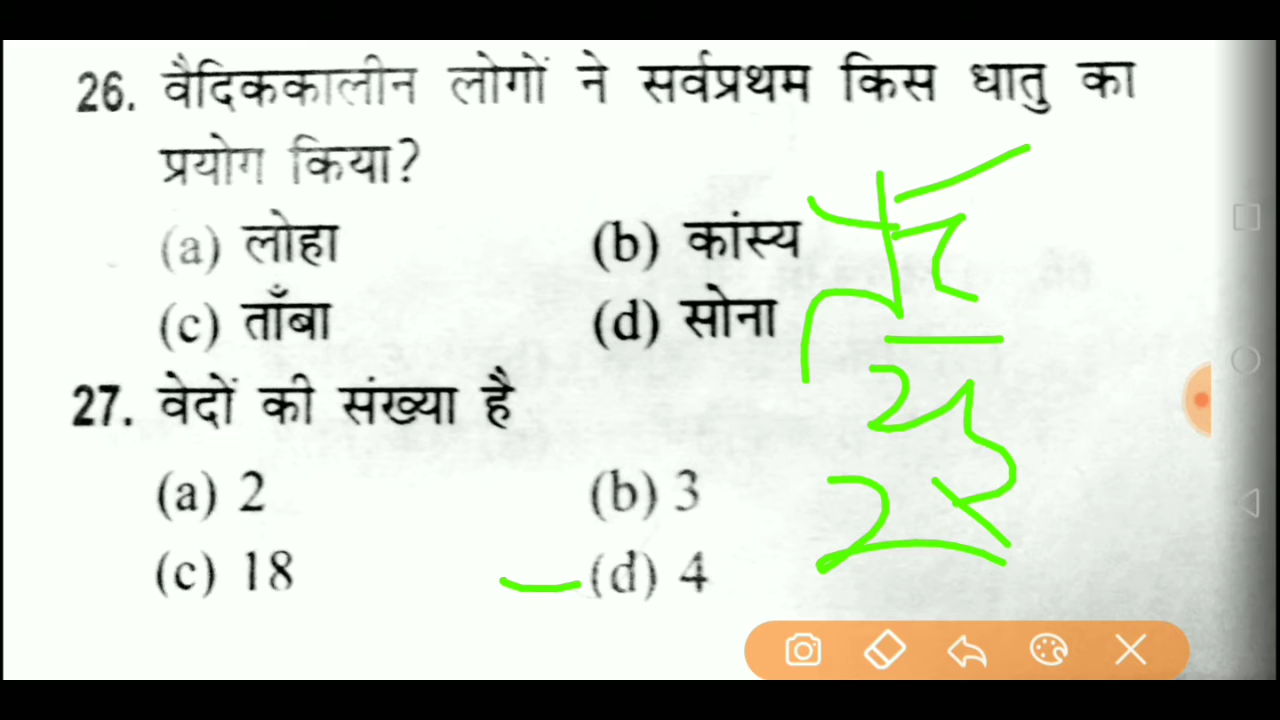 26. वैदिककालीन लोगों ने सर्वप्रथम किस धातु का
प्रयोग किया?
(a) लोहा (b) कांस्य
(c) ताँबा (d) सोना
27. वेदों की संख्या है
(a) 2 (b) 3
(c) 18 (d) 4